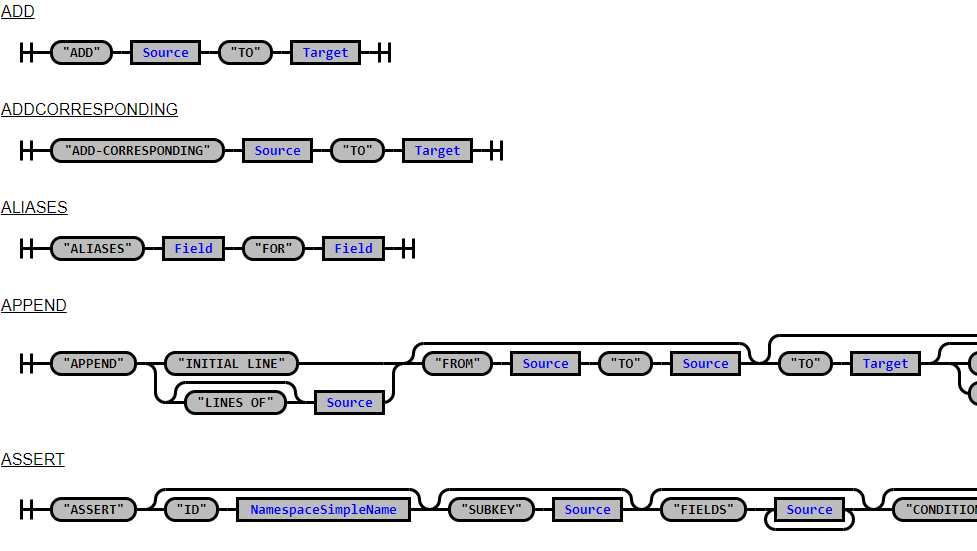 ADD
"ADD" Source "TO" Target
ADDCORRESPONDING
"ADD-CORRESPONDING" Source "TO" Target
ALIASES
"ALIASES" Field "FOR" Field
APPEND
"APPEND" "INITIAL LINE" "FROM" Source "TO" Source "TO" Target
"LINES OF" Source
ASSERT
"ASSERT" "ID" NamespaceSimpleName "SUBKEY" Source "FIELDS" Source "CONDITION